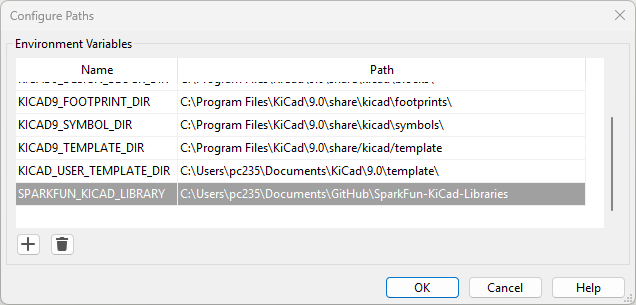 Configure Paths
Environment Variables
Name Path
KICAD9_FOOTPRINT_DIR C:\Program Files\KiCad\9.0\share\kicad\footprints\
KICAD9_SYMBOL_DIR C:\Program Files\KiCad\9.0\share\kicad\symbols\
KICAD9_TEMPLATE_DIR C:\Program Files\KiCad\9.0\share/kicad/template
KICAD_USER_TEMPLATE_DIR C:\Users\pc235\Documents\KiCad\9.0\template\
SPARKFUN_KICAD_LIBRARY C:\Users\pc235\Documents\GitHub\SparkFun-KiCad-Libraries
OK Cancel Help